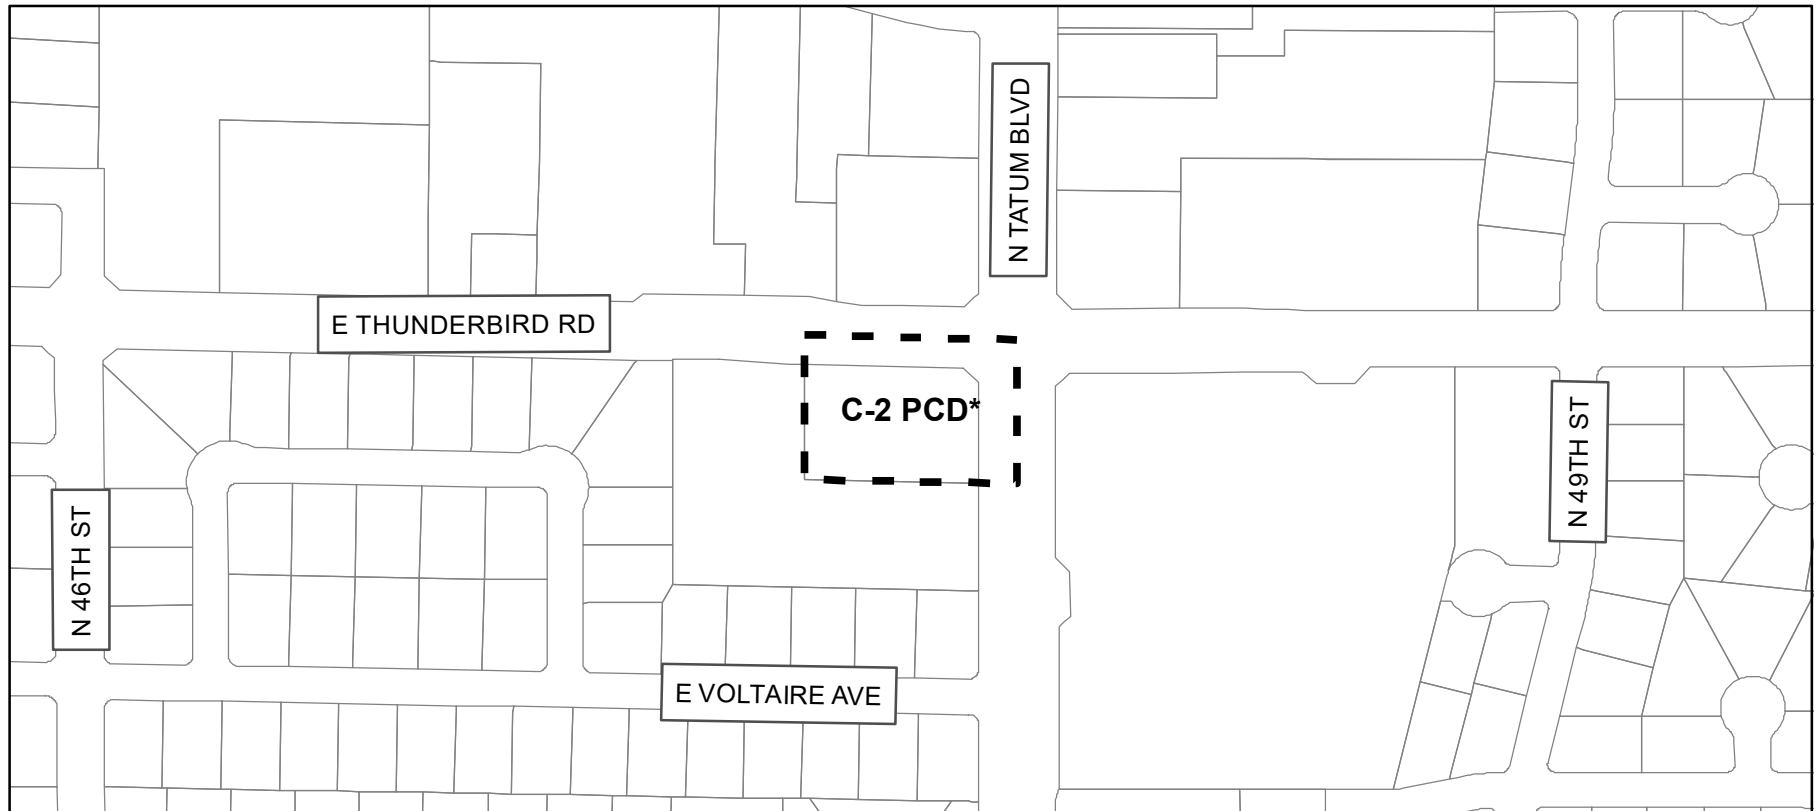 N TATUM BLVD
E THUNDERBIRD RD
C-2 PCD*
N 49TH ST
N 46TH ST
E VOLTAIRE AVE